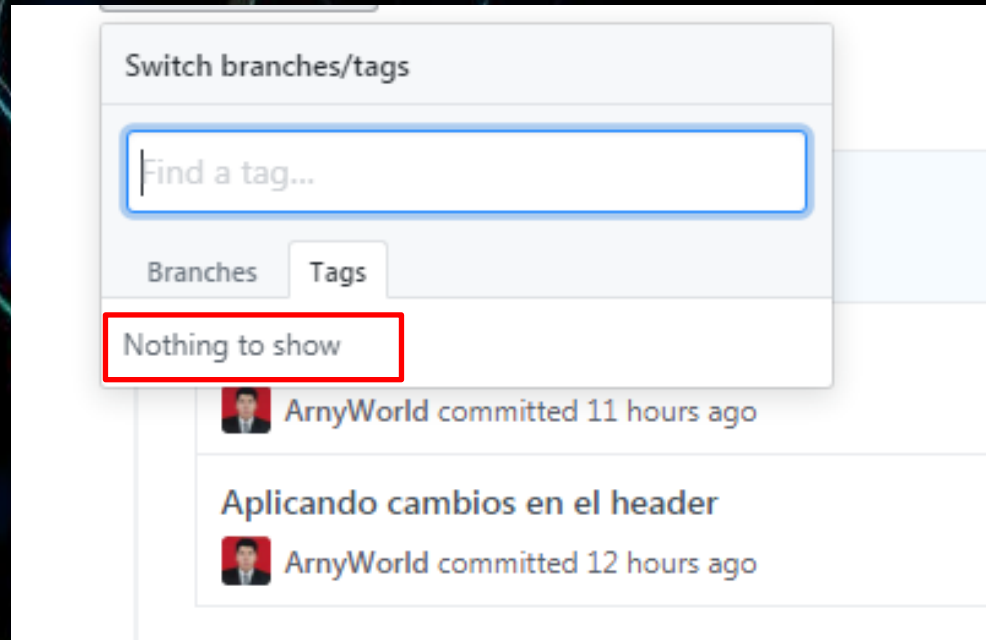 Switch branches/tags
Find a tag...
Branches Tags
Nothing to show
ArnyWorld committed 11 hours ago
Aplicando cambios en el header
ArnyWorld committed 12 hours ago